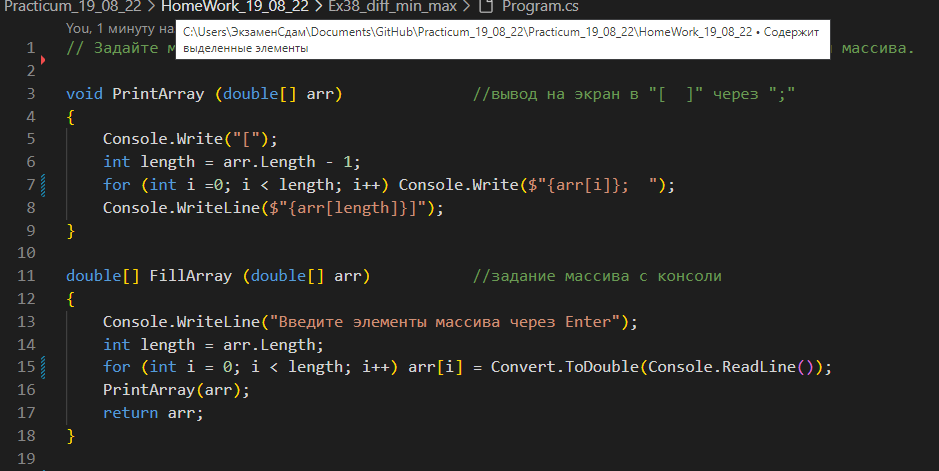 Practicum_19_08_22 > HomeWork_19_08_22 > Ex38_diff_min_max > Program.cs
You, 1 minuty на
C:\Users\ЭкзаменСдам\Documents\GitHub\Practicum_19_08_22\Practicum_19_08_22\HomeWork_19_08_22 • Содержит
выделенные элементы
1 // Задайте м массива.
2
3 void PrintArray (double[] arr) //вывод на экран в "[  ]" через ";"
4 {
5 Console.Write("[");
6 int length = arr.Length - 1;
7 for (int i =0; i < length; i++) Console.Write($"{arr[i]};  ");
8 Console.WriteLine($"{arr[length]}]");
9 }
10
11 double[] FillArray (double[] arr) //задание массива с консоли
12 {
13 Console.WriteLine("Введите элементы массива через Enter");
14 int length = arr.Length;
15 for (int i = 0; i < length; i++) arr[i] = Convert.ToDouble(Console.ReadLine());
16 PrintArray(arr);
17 return arr;
18 }
19